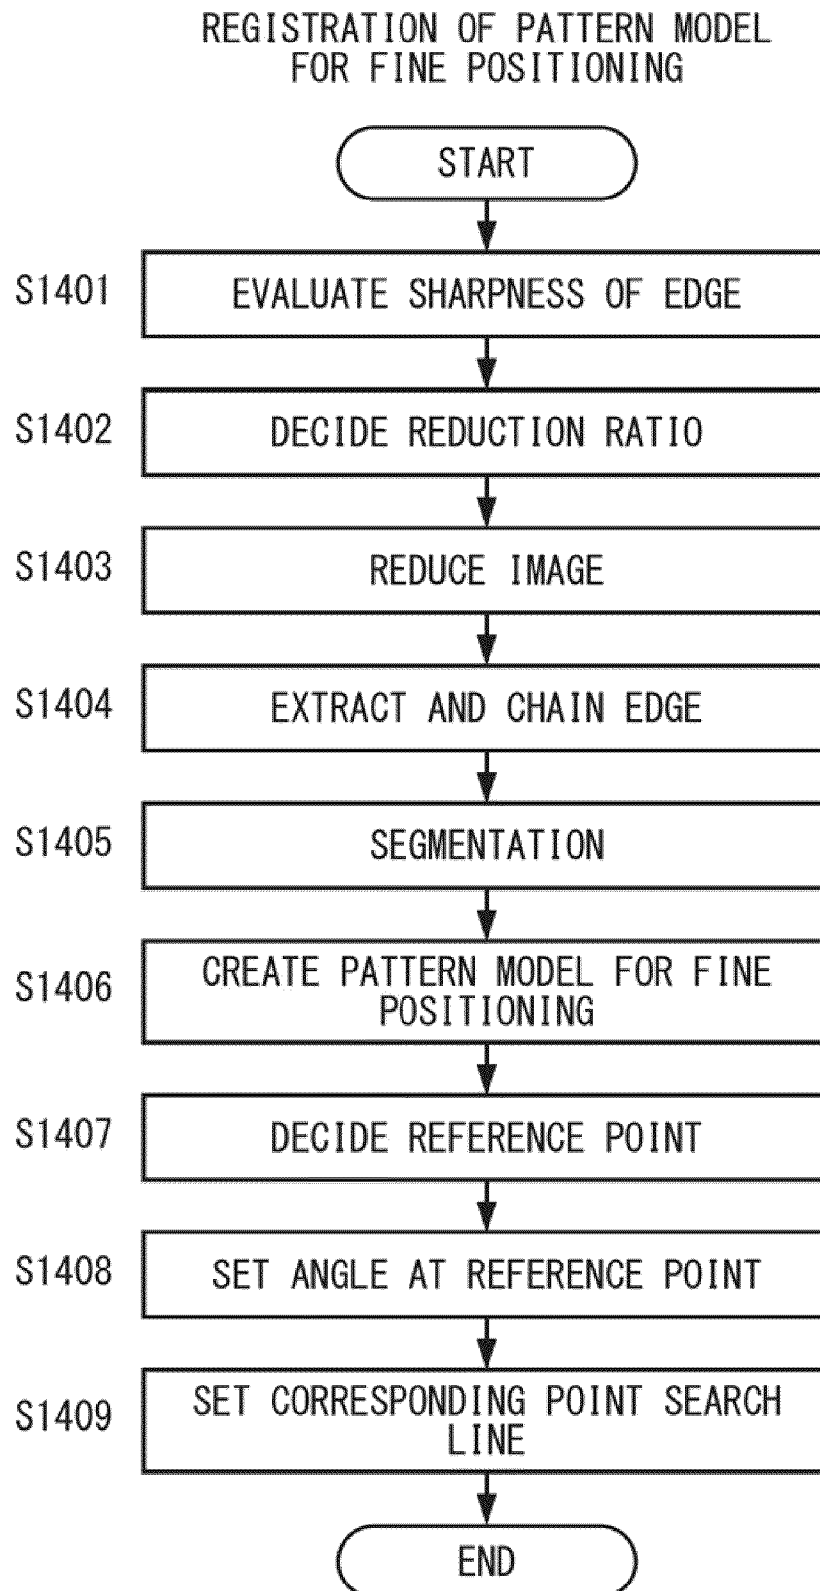 REGISTRATION OF PATTERN MODEL
FOR FINE POSITIONING
START
S1401
EVALUATE SHARPNESS OF EDGE
S1402
DECIDE REDUCTION RATIO
S1403
REDUCE IMAGE
S1404
EXTRACT AND CHAIN EDGE
S1405
SEGMENTATION
S1406
CREATE PATTERN MODEL FOR FINE
POSITIONING
S1407
DECIDE REFERENCE POINT
S1408
SET ANGLE AT REFERENCE POINT
S1409
SET CORRESPONDING POINT SEARCH
LINE
END